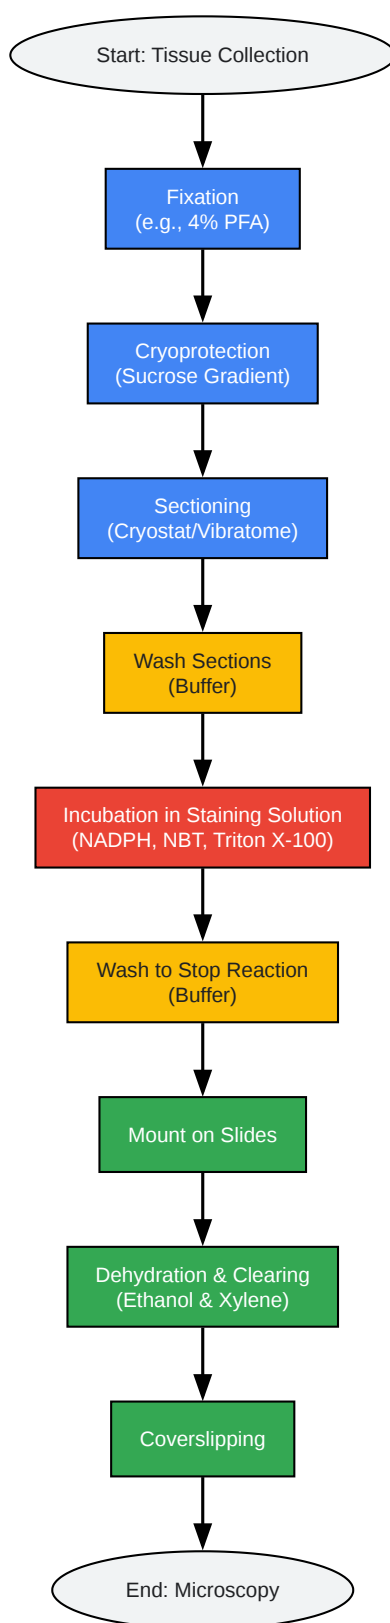 Start: Tissue Collection
Fixation
(e.g., 4% PFA)
Cryoprotection
(Sucrose Gradient)
Sectioning
(Cryostat/Vibratome)
Wash Sections
(Buffer)
Incubation in Staining Solution
(NADPH, NBT, Triton X-100)
Wash to Stop Reaction
(Buffer)
Mount on Slides
Dehydration & Clearing
(Ethanol & Xylene)
Coverslipping
End: Microscopy